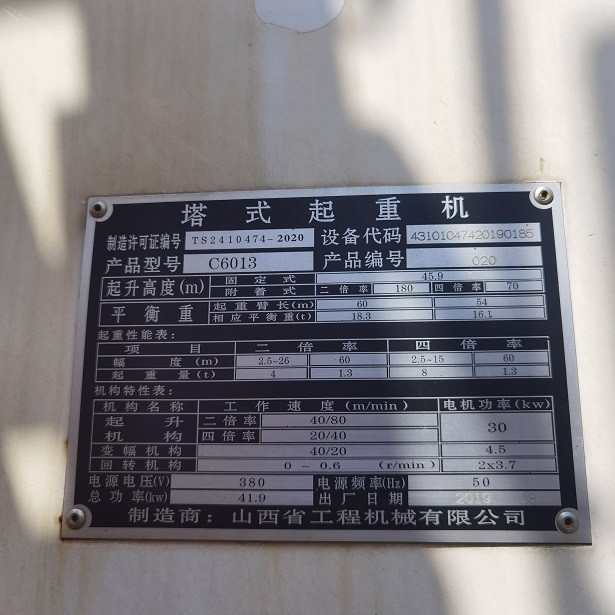 塔式起重机
制造许可证编号 TS2410474-2020 设备代码 43101047420190185
产品型号 C6013 产品编号 020
起升高度(m) 固定式 45.9
附着式 二倍率 180 四倍率 70
平衡重 起重臂长(m) 60 54
相应平衡重(t) 18.3 16.1
起重性能表:
项目 二倍率 四倍率
幅度(m) 2.5-26 60 2.5-15 60
起重量(t) 4 1.3 8 1.3
机构特性表:
机构名称 工作速度(m/min) 电机功率(kw)
起升机构 二倍率 40/80 30
四倍率 20/40
变幅机构 40/20 4.5
回转机构 0-0.6 (r/min) 2x3.7
电源电压(V) 380 电源频率(Hz) 50
总功率(kw) 41.9 出厂日期
制造商:山西省工程机械有限公司